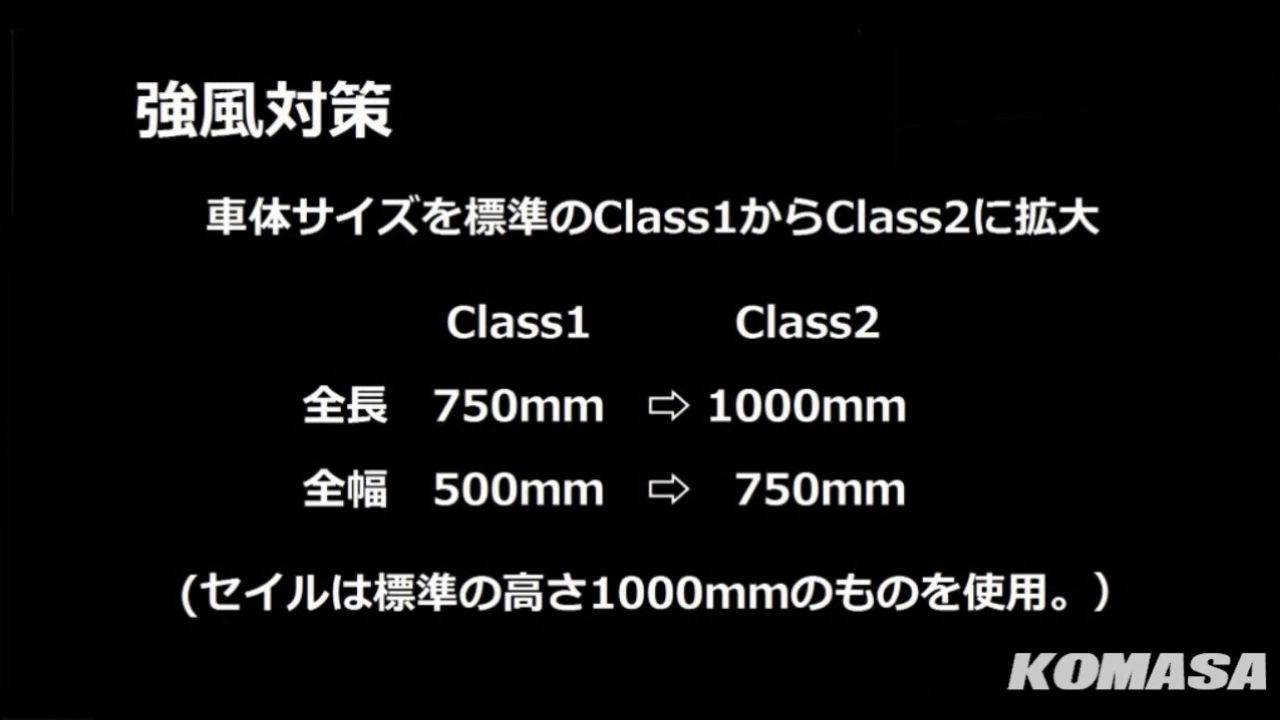 強風対策
車体サイズを標準のClass1からClass2に拡大
Class1 Class2
全長 750mm ⇨ 1000mm
全幅 500mm ⇨ 750mm
(セイルは標準の高さ1000mmのものを使用。）
KOMASA